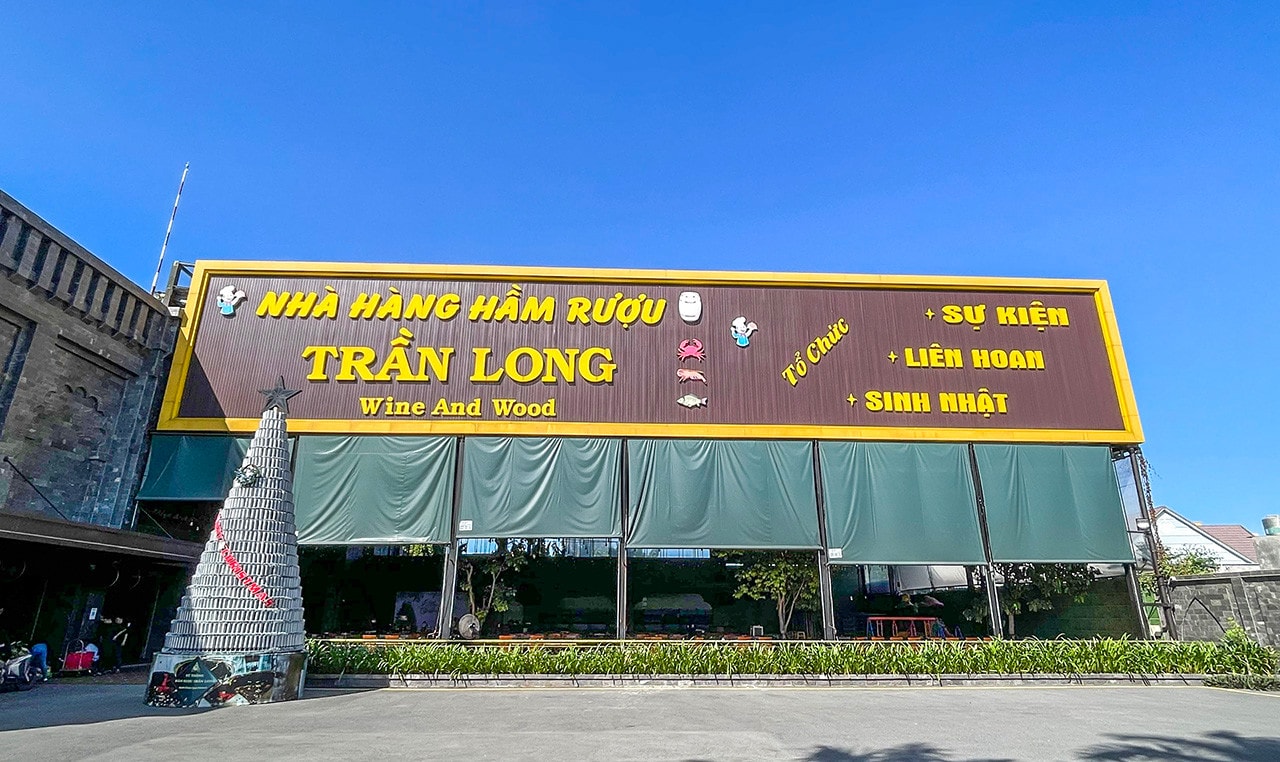 NHÀ HÀNG HẦM RƯỢU
TRẦN LONG
Wine And Wood
Tổ Chức
SỰ KIỆN
LIÊN HOAN
SINH NHẬT